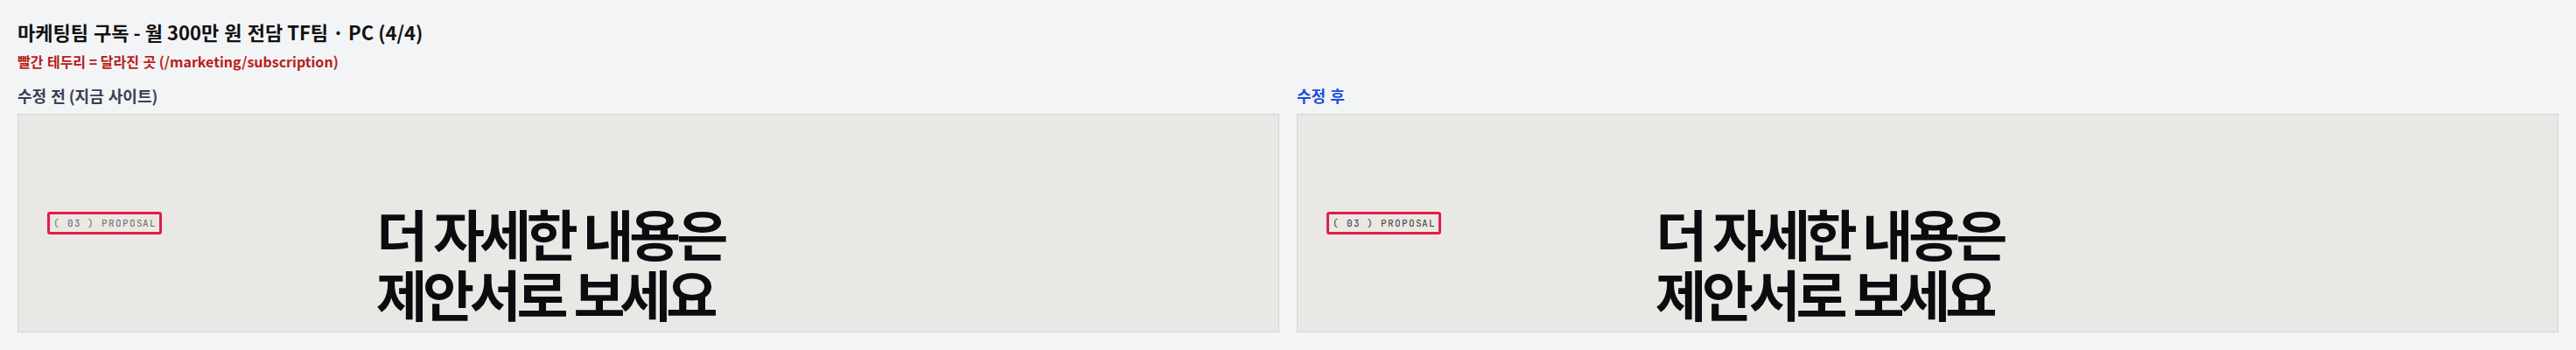 마케팅팀 구독 - 월 300만 원 전담 TF팀 · PC (4/4)
빨간 테두리 = 달라진 곳 (/marketing/subscription)
수정 전 (지금 사이트)
( 03 ) PROPOSAL
더 자세한 내용은
제안서로 보세요
수정 후
( 03 ) PROPOSAL
더 자세한 내용은
제안서로 보세요